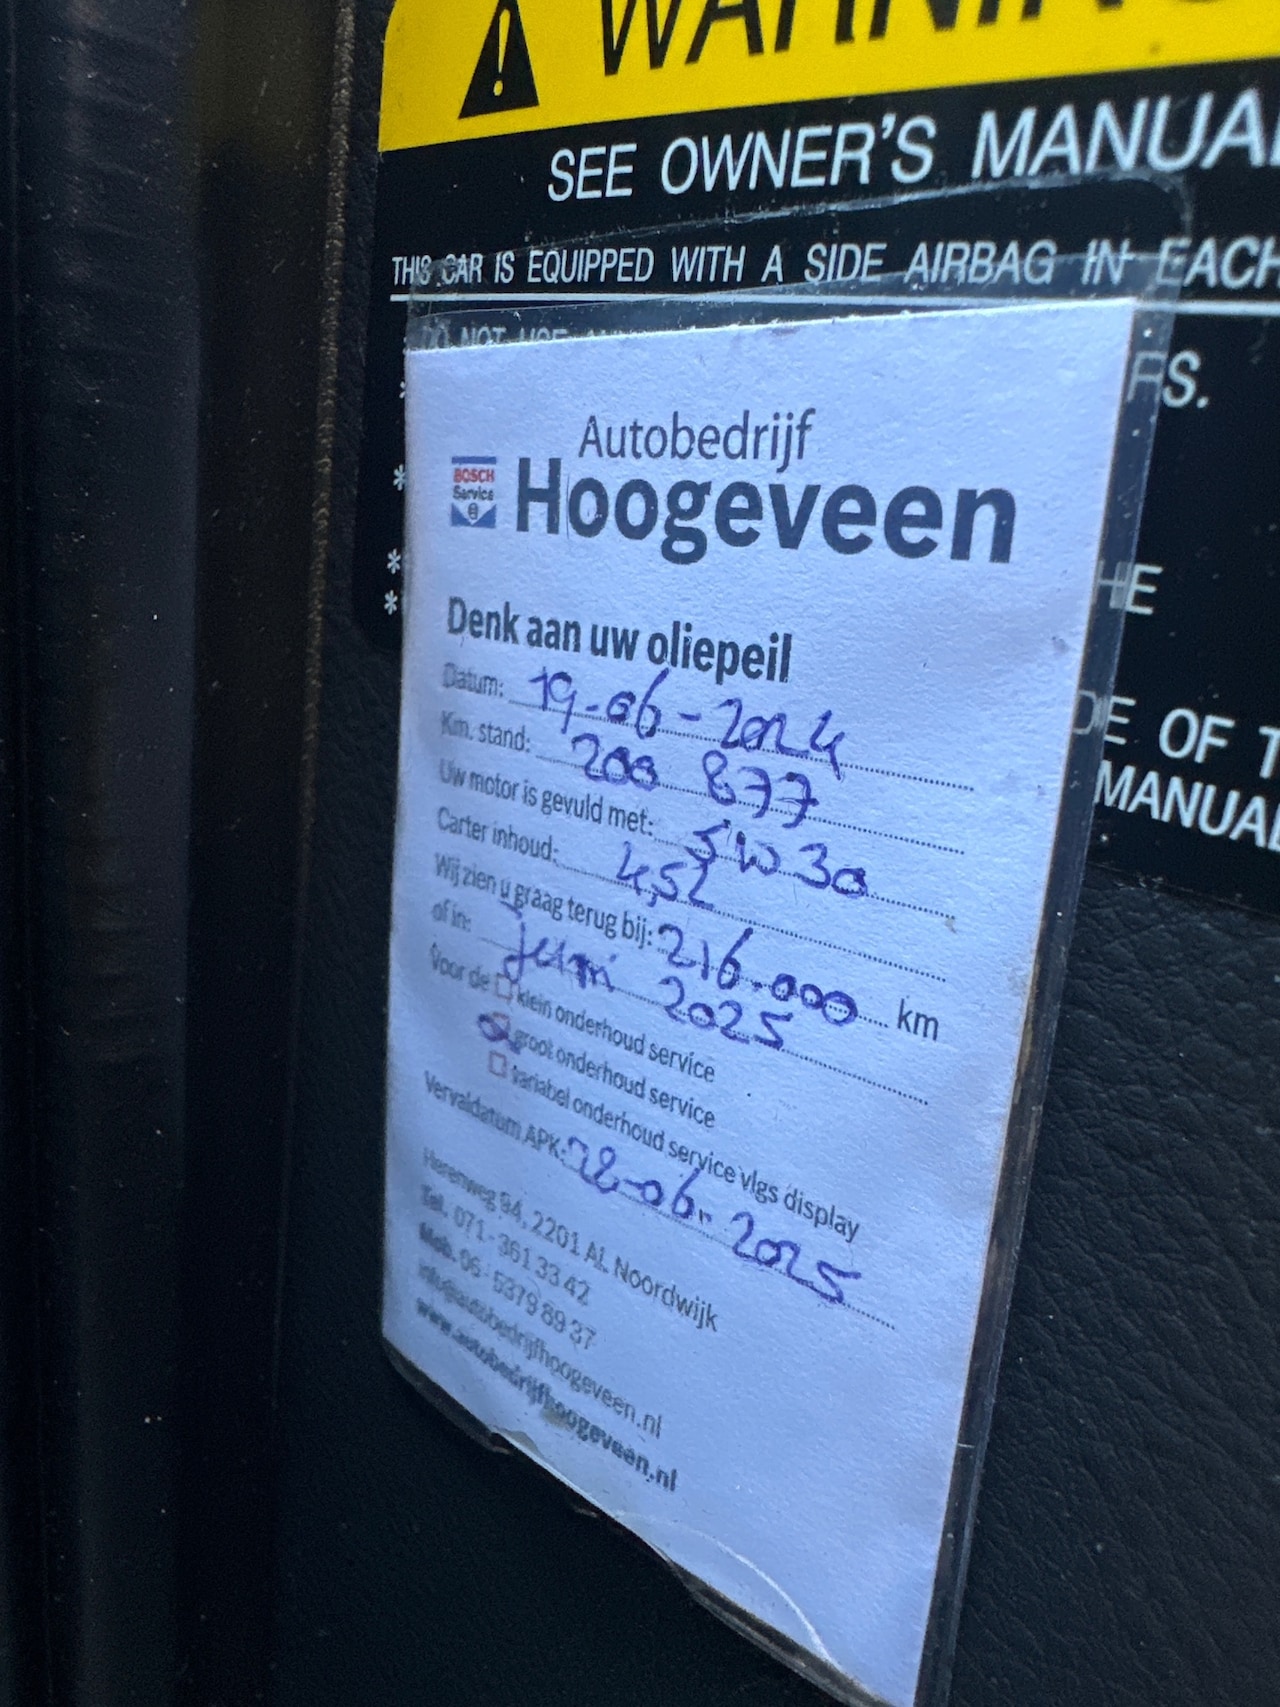 WARNING
SEE OWNER'S MANUAL
THIS CAR IS EQUIPPED WITH A SIDE AIRBAG IN EACH
DO NOT USE
RS.
Autobedrijf
BOSCH
Service
Hoogeveen
*
*
*
HE
Denk aan uw oliepeil
Datum: 19-06-2024
Km. stand: 200 877
DE OF T
Uw motor is gevuld met: 5W30
MANUAL
Carter inhoud: 4,5L
Wij zien u graag terug bij: 216.000 km
of in: juni 2025
Voor de klein onderhoud service
groot onderhoud service
variabel onderhoud service vlgs display
Vervaldatum APK: 28-06-2025
Herenweg 94, 2201 AL Noordwijk
Tel. 071-361 33 42
Mob. 06-5379 89 37
info@autobedrijfhoogeveen.nl
www.autobedrijfhoogeveen.nl